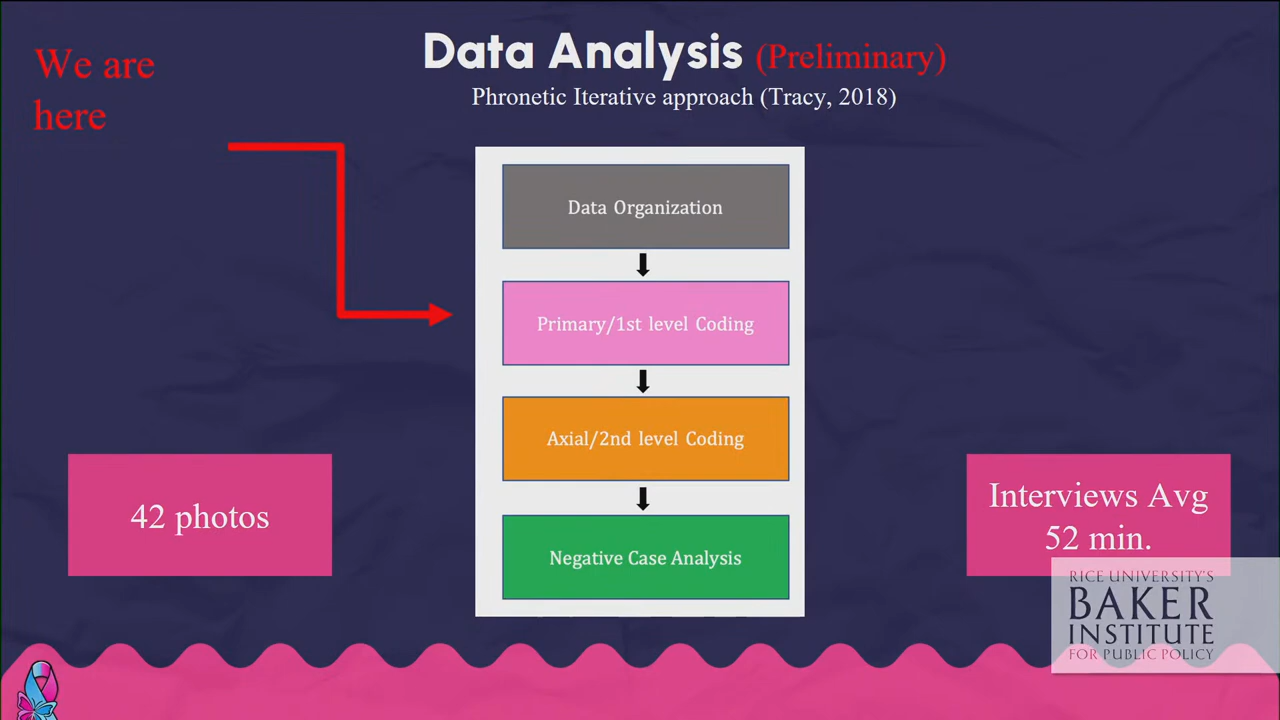 We are
here
Data Analysis (Preliminary)
Phronetic Iterative approach (Tracy, 2018)
Data Organization
Primary/1st level Coding
Axial/2nd level Coding
Negative Case Analysis
42 photos
Interviews Avg
52 min.
RICE UNIVERSITY'S
BAKER
INSTITUTE
FOR PUBLIC POLICY